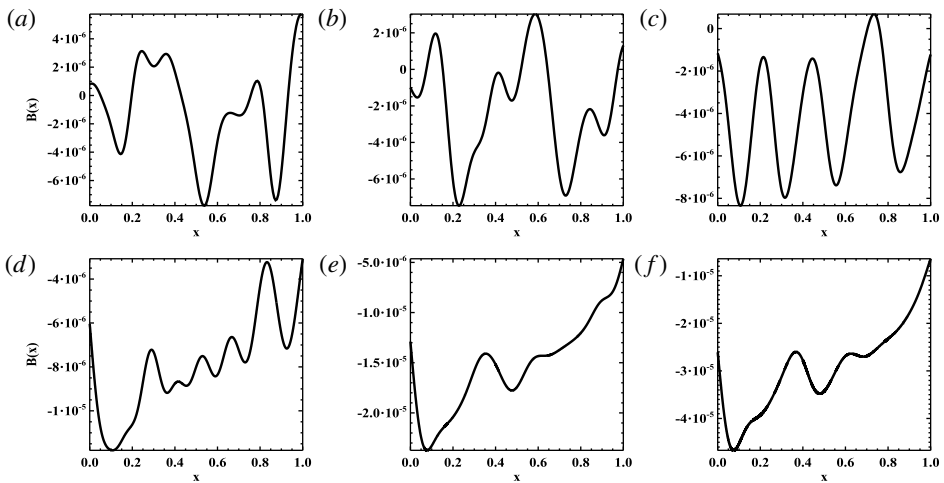 (a) (b) (c)
4·10⁻⁶ 2·10⁻⁶ 0
2·10⁻⁶ 0 -2·10⁻⁶
B(x) 0 -2·10⁻⁶ -4·10⁻⁶
-2·10⁻⁶ -4·10⁻⁶ -6·10⁻⁶
-4·10⁻⁶ -6·10⁻⁶ -8·10⁻⁶
-6·10⁻⁶
0.0 0.2 0.4 0.6 0.8 1.0 0.0 0.2 0.4 0.6 0.8 1.0 0.0 0.2 0.4 0.6 0.8 1.0
x x x
(d) (e) (f)
-4·10⁻⁶ -5.0·10⁻⁶ -1·10⁻⁵
-6·10⁻⁶ -1.0·10⁻⁵ -2·10⁻⁵
B(x) -8·10⁻⁶ -1.5·10⁻⁵ -3·10⁻⁵
-1·10⁻⁵ -2.0·10⁻⁵ -4·10⁻⁵
0.0 0.2 0.4 0.6 0.8 1.0 0.0 0.2 0.4 0.6 0.8 1.0 0.0 0.2 0.4 0.6 0.8 1.0
x x x